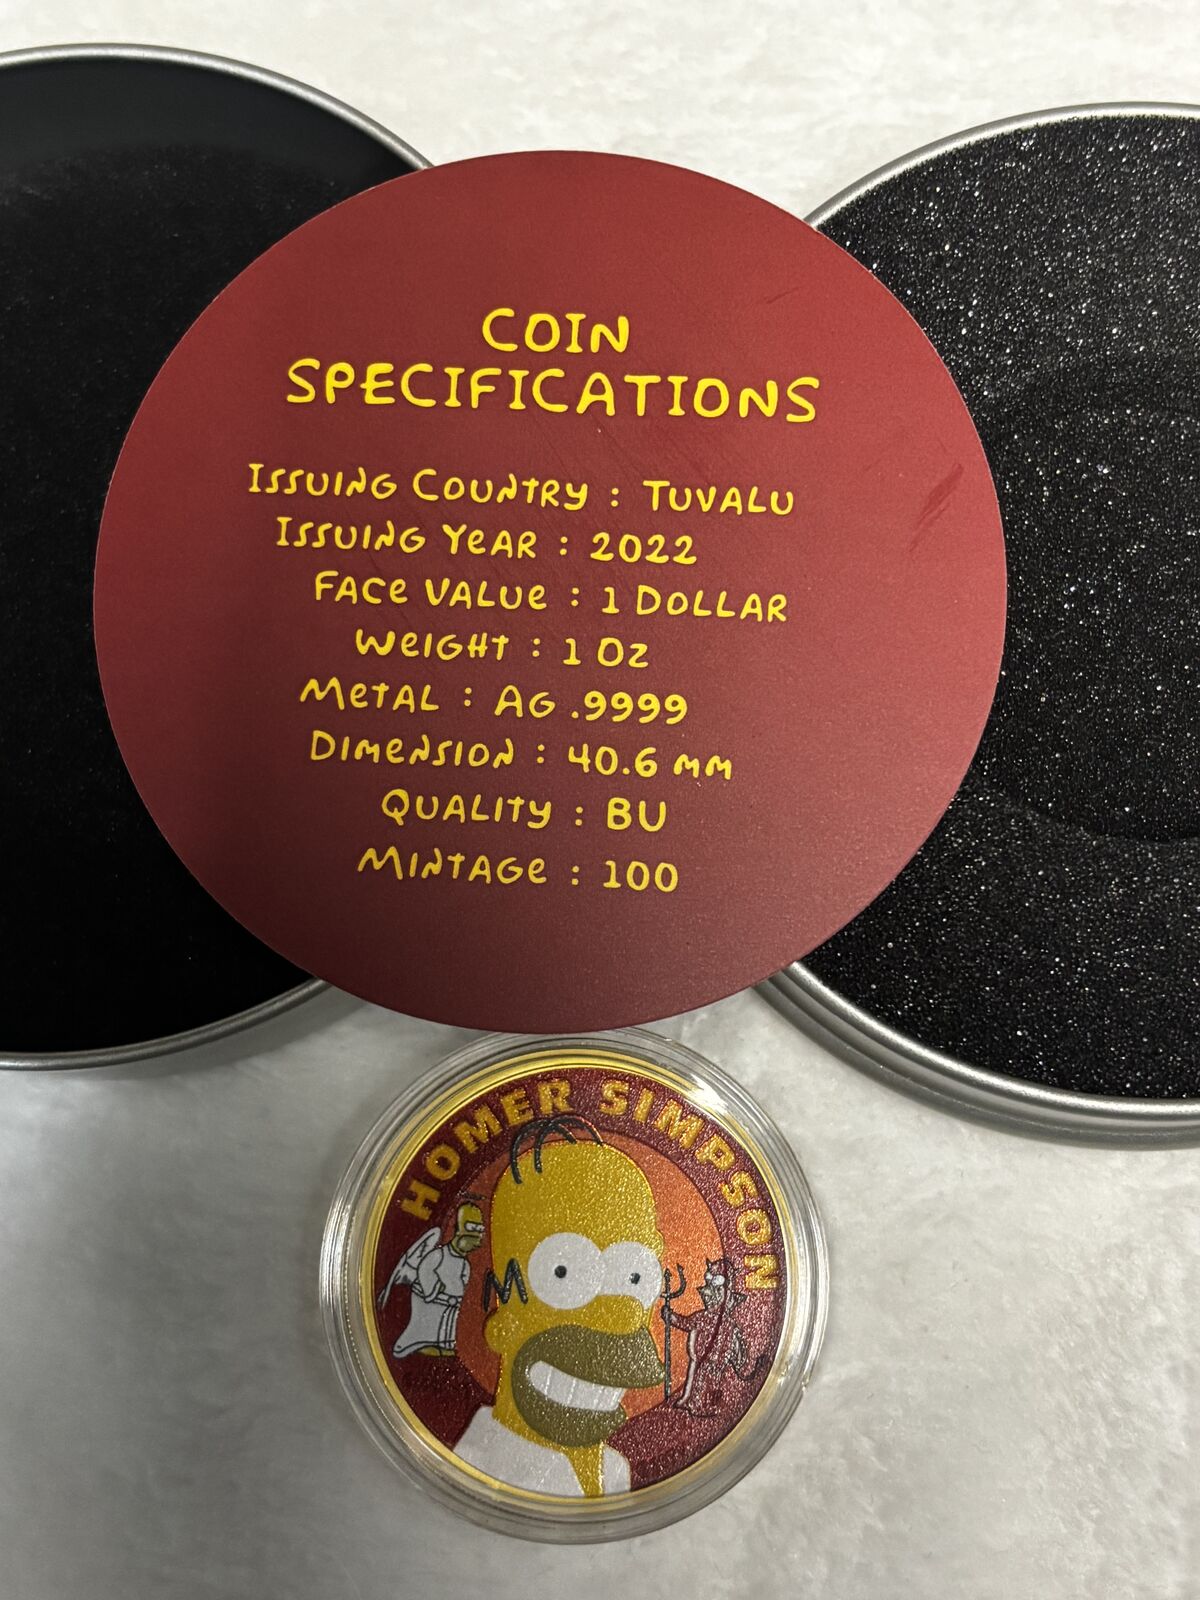 COIN
SPECIFICATIONS
ISSUING COUNTRY : TUVALU
ISSUING YEAR : 2022
FACE VALUE : 1 DOLLAR
WEIGHT : 1 OZ
METAL : AG .9999
DIMENSION : 40.6 MM
QUALITY : BU
MINTAGE : 100
HOMER SIMPSON